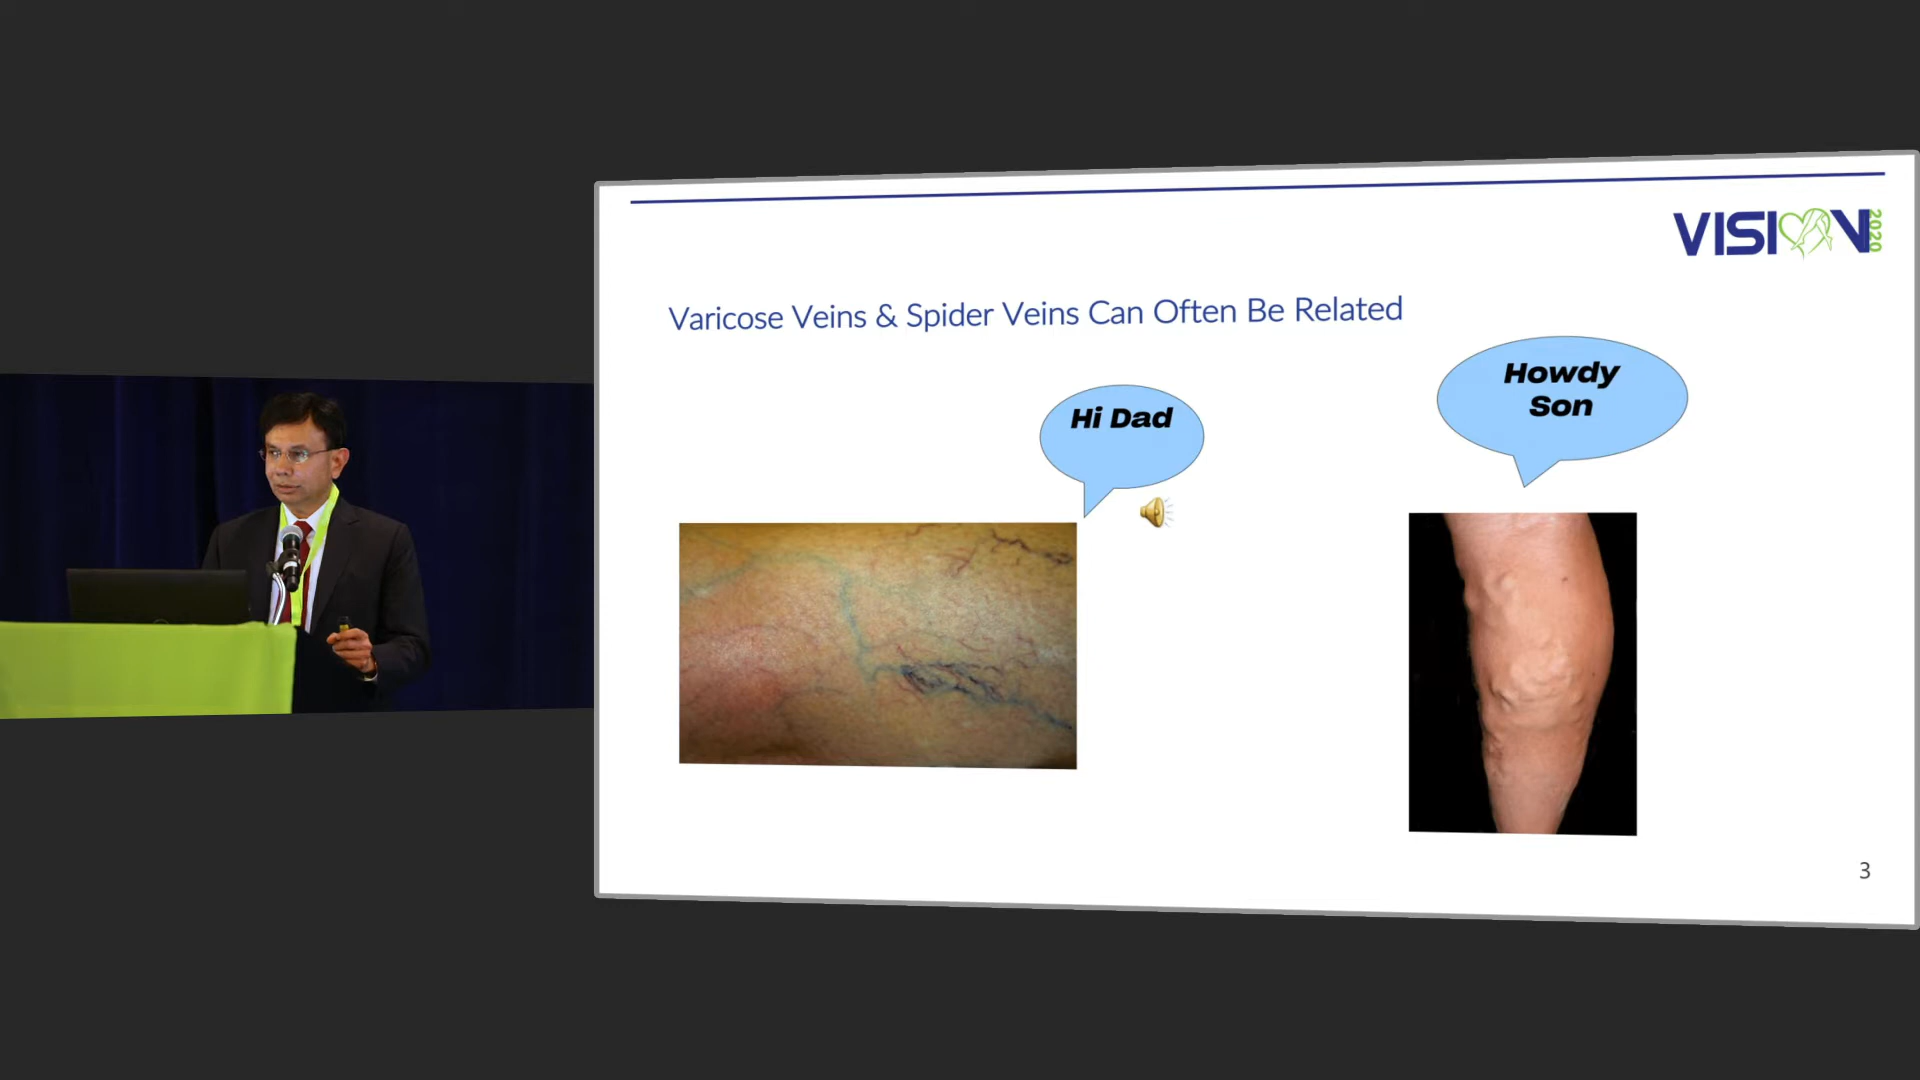 VISION 2020
Varicose Veins & Spider Veins Can Often Be Related
Hi Dad
Howdy
Son
3